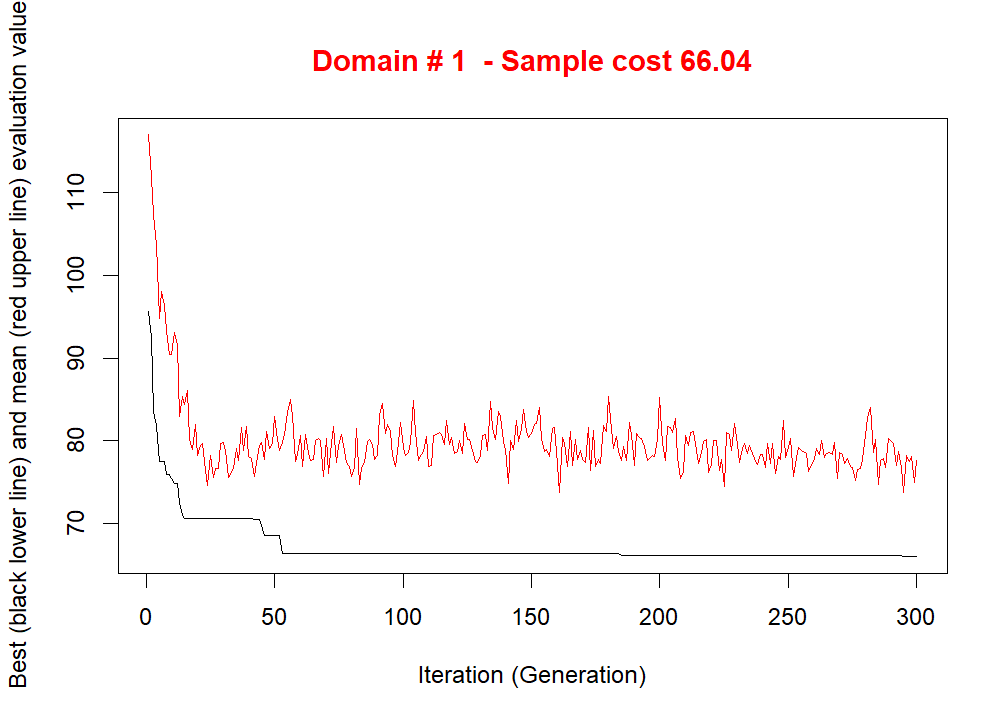 Domain # 1  - Sample cost 66.04
Best (black lower line) and mean (red upper line) evaluation value
110
100
90
80
70
0 50 100 150 200 250 300
Iteration (Generation)